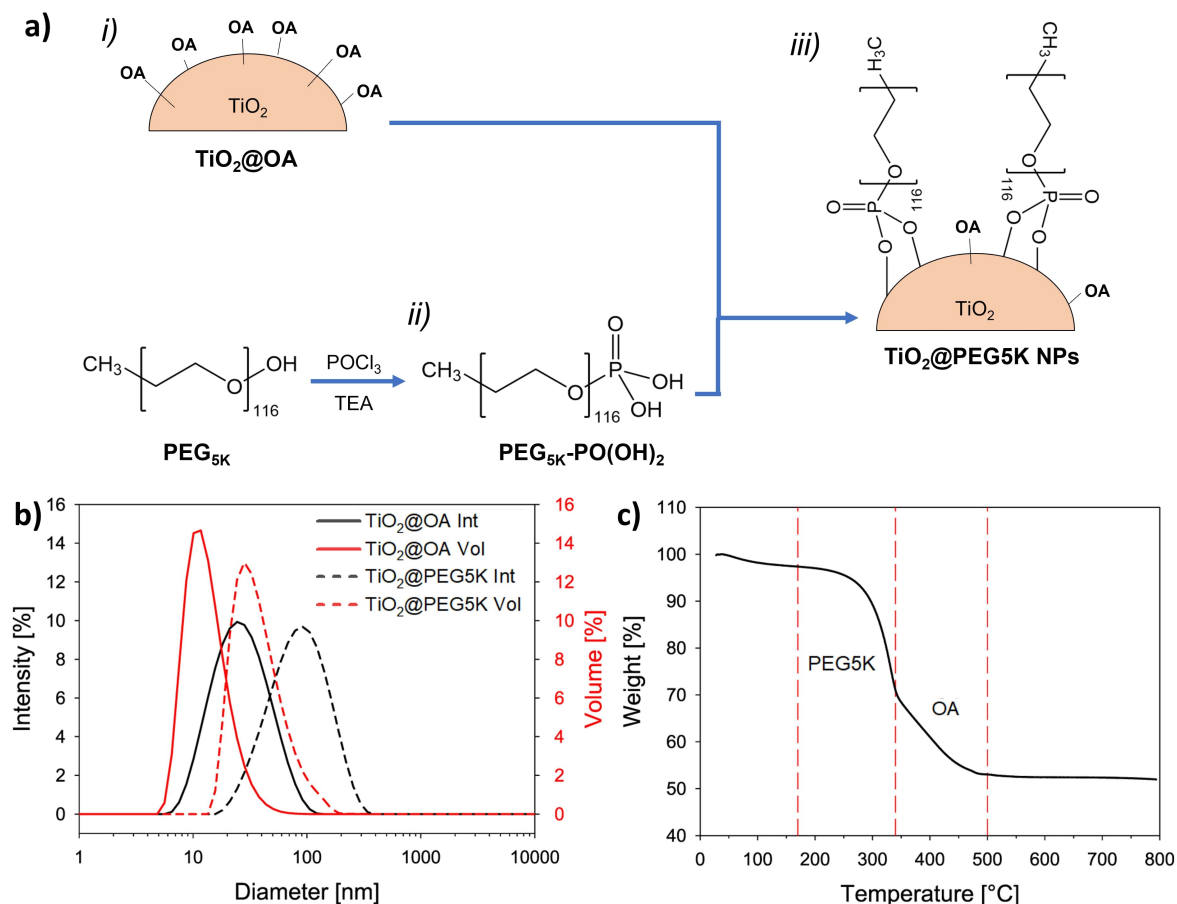 a)
i)
OA
OA
OA
OA
OA
OA
TiO₂
TiO₂@OA
ii)
CH₃
O
OH
116
PEG₅ₖ
POCl₃
TEA
CH₃
O
116
O
P
OH
OH
PEG₅ₖ-PO(OH)₂
iii)
H₃C
O
116
O
P
O
O
CH₃
O
116
P
O
O
O
OA
OA
TiO₂
TiO₂@PEG5K NPs
b)
TiO₂@OA Int
TiO₂@OA Vol
TiO₂@PEG5K Int
TiO₂@PEG5K Vol
Intensity [%]
16
14
12
10
8
6
4
2
0
Volume [%]
16
14
12
10
8
6
4
2
0
1 10 100 1000 10000
Diameter [nm]
c)
Weight [%]
110
100
90
80
70
60
50
40
PEG5K
OA
0 100 200 300 400 500 600 700 800
Temperature [°C]